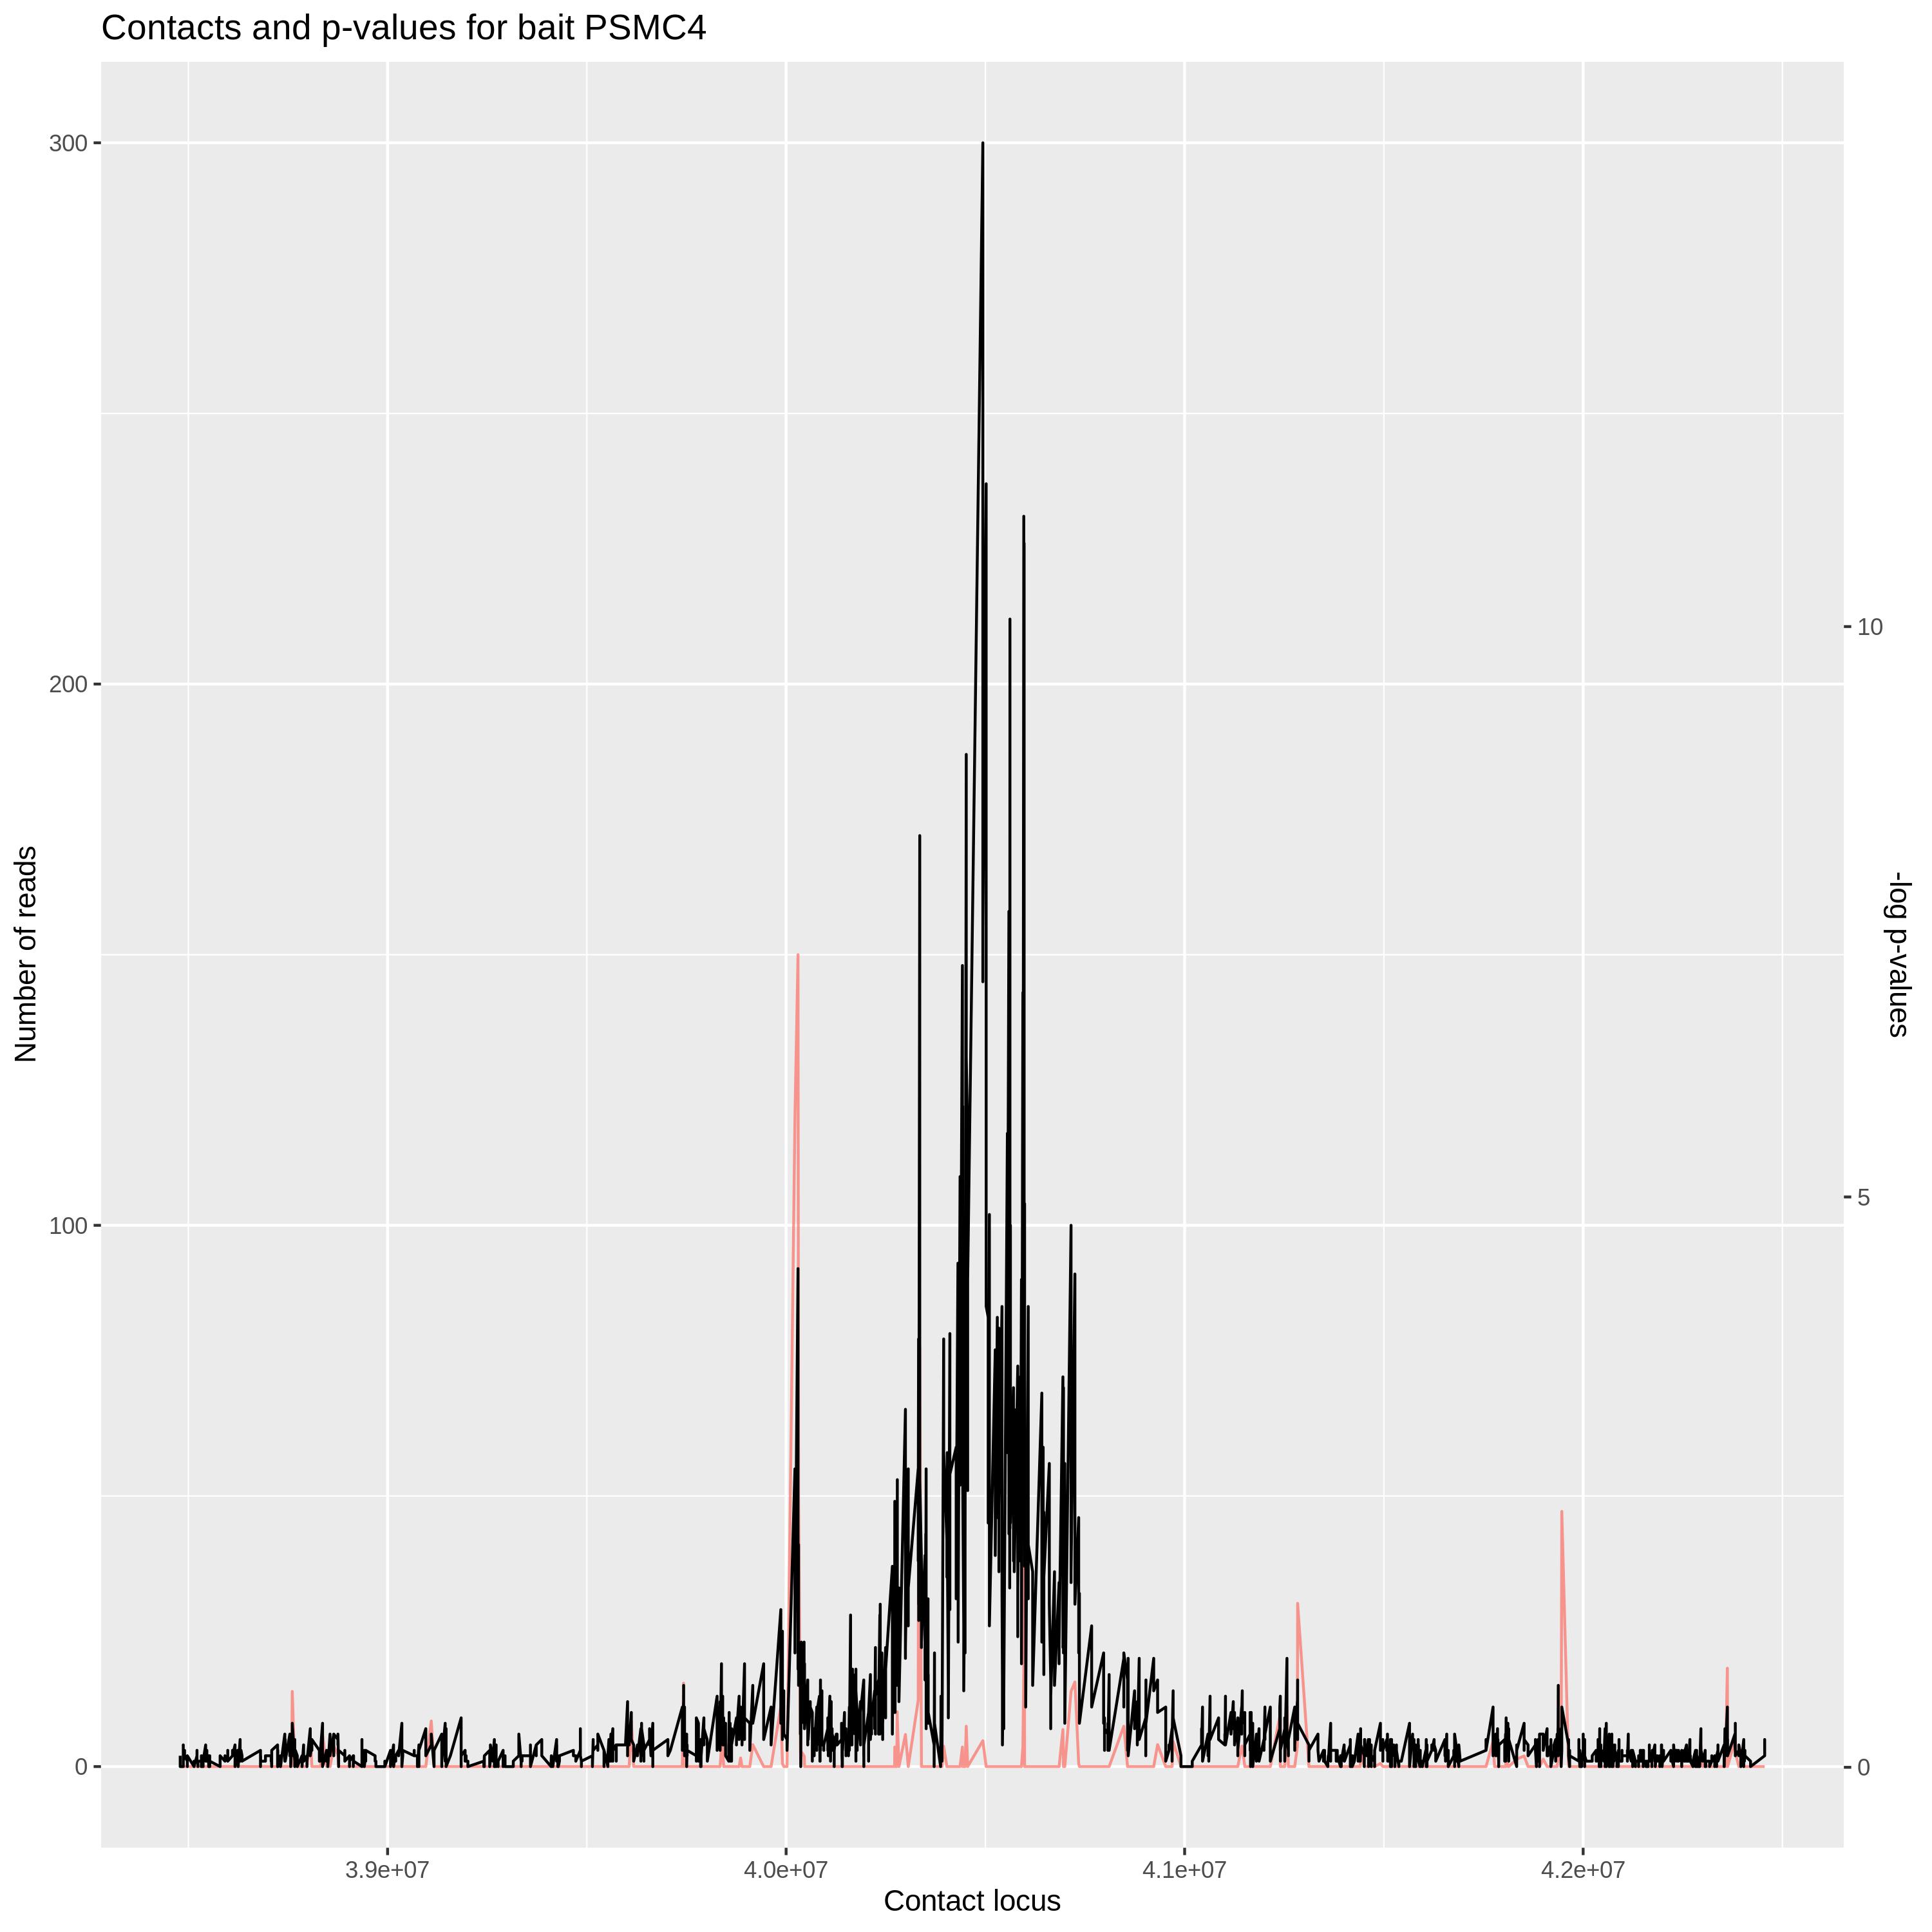 Contacts and p-values for bait PSMC4
300
200
100
0
Number of reads
10
5
0
-log p-values
3.9e+07
4.0e+07
4.1e+07
4.2e+07
Contact locus